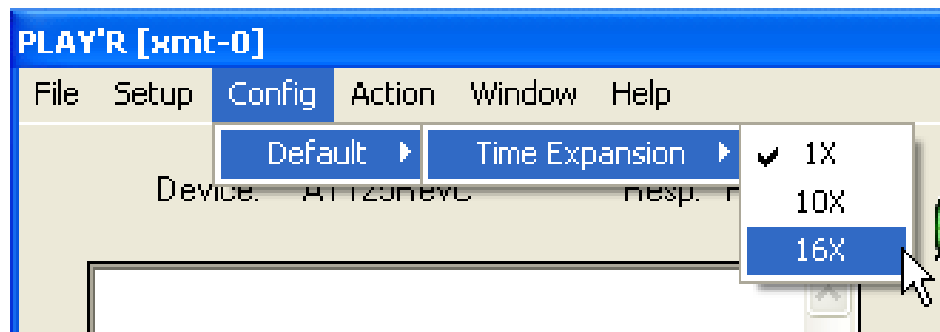 PLAY'R [xmt-0]
File Setup Config Action Window Help
Default Time Expansion 1X
Device: Resp:
10X
16X